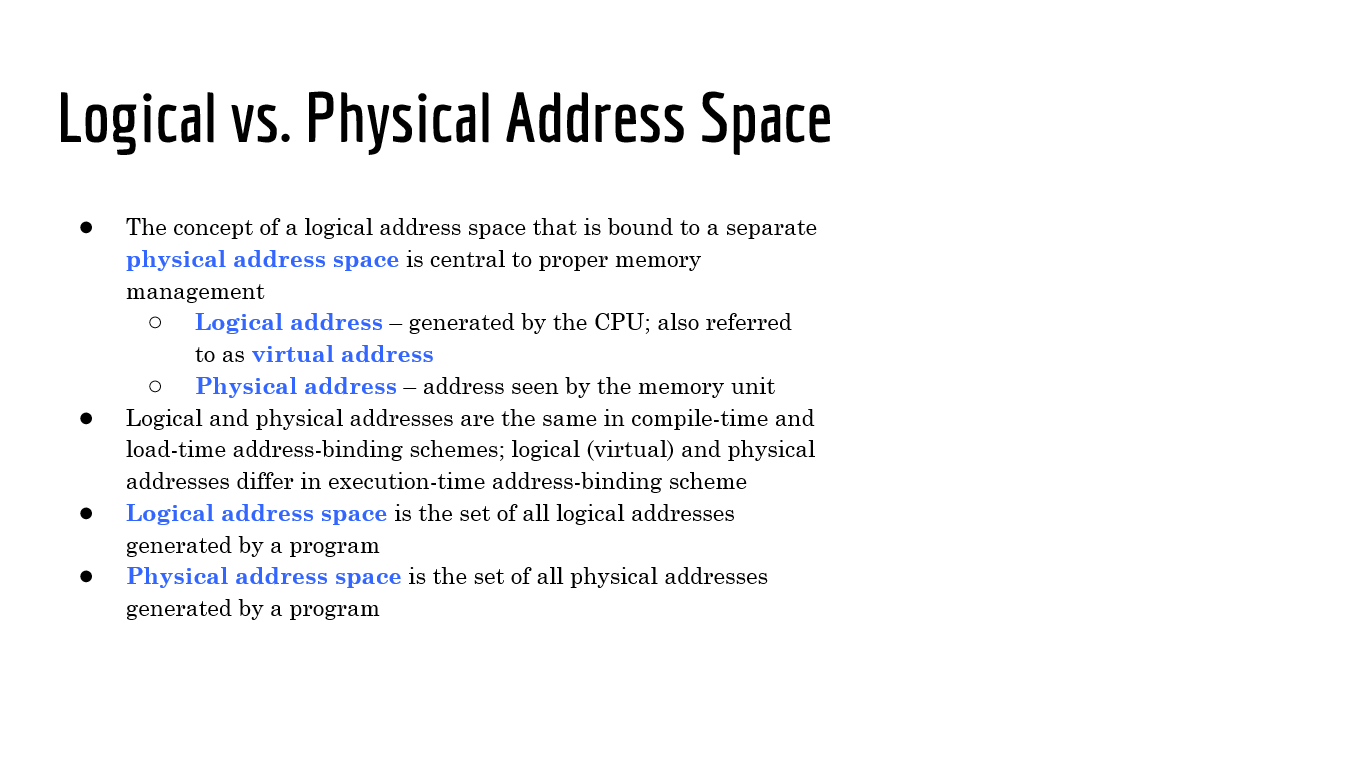 Logical vs. Physical Address Space
● The concept of a logical address space that is bound to a separate
physical address space is central to proper memory
management
○ Logical address – generated by the CPU; also referred
to as virtual address
○ Physical address – address seen by the memory unit
● Logical and physical addresses are the same in compile-time and
load-time address-binding schemes; logical (virtual) and physical
addresses differ in execution-time address-binding scheme
● Logical address space is the set of all logical addresses
generated by a program
● Physical address space is the set of all physical addresses
generated by a program